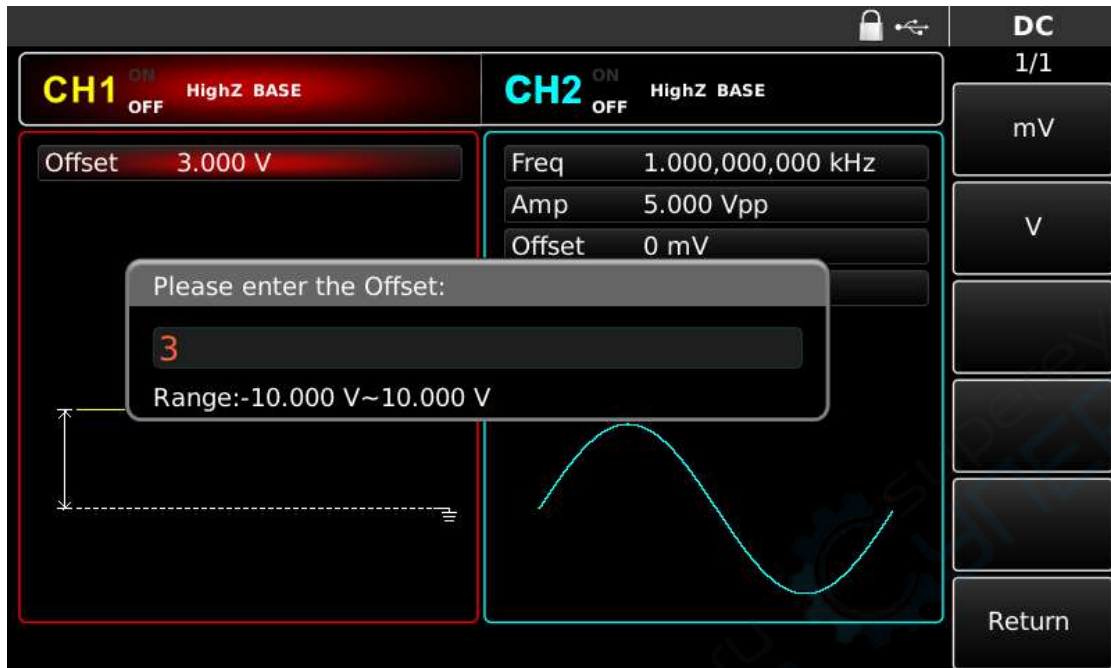 DC
1/1
CH1 ON OFF HighZ BASE
CH2 ON OFF HighZ BASE
mV
Offset 3.000 V
Freq 1.000,000,000 kHz
Amp 5.000 Vpp
Offset 0 mV
V
Please enter the Offset:
3
Range:-10.000 V~10.000 V
Return